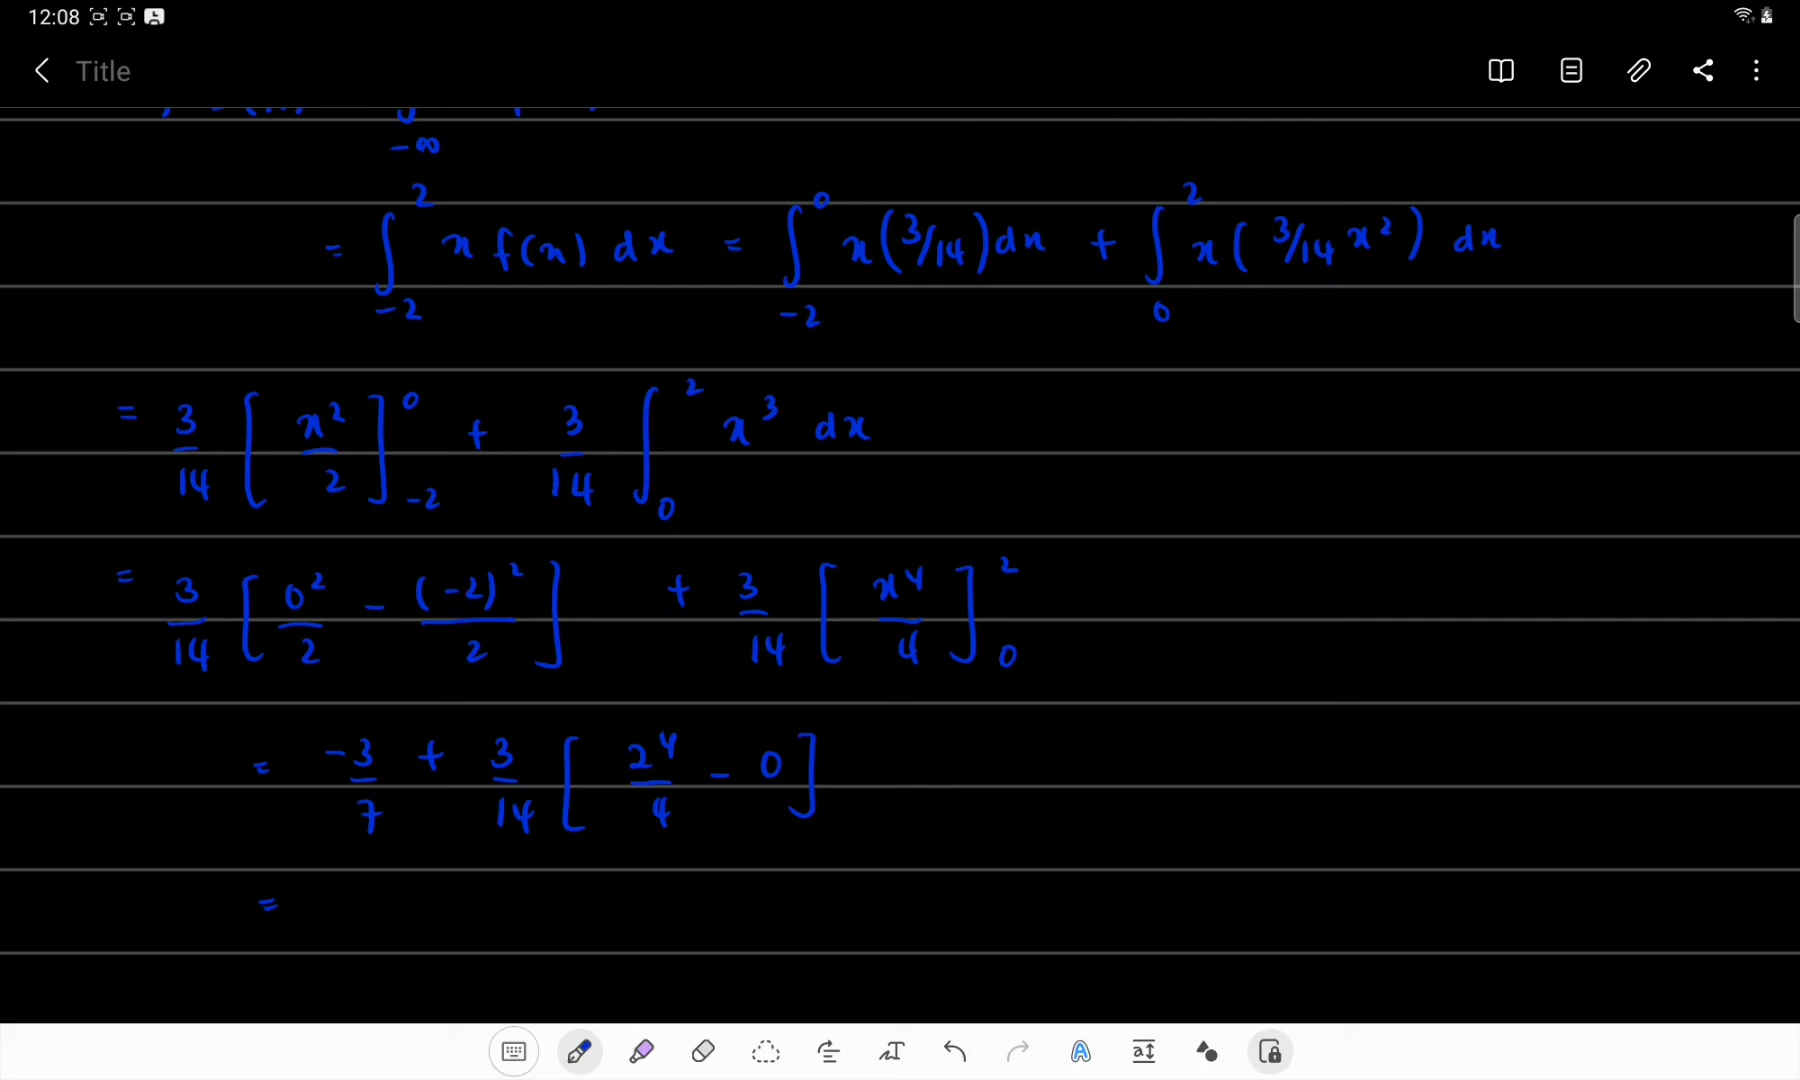 12:08
Title
-∞
= ∫_{-2}^{2} x f(x) dx = ∫_{-2}^{0} x(3/14)dx + ∫_{0}^{2} x( 3/14 x²) dx
= 3/14 [ x²/2 ]_{-2}^{0} + 3/14 ∫_{0}^{2} x³ dx
= 3/14 [ 0²/2 - (-2)²/2 ] + 3/14 [ x⁴/4 ]_{0}^{2}
= -3/7 + 3/14 [ 2⁴/4 - 0 ]
=